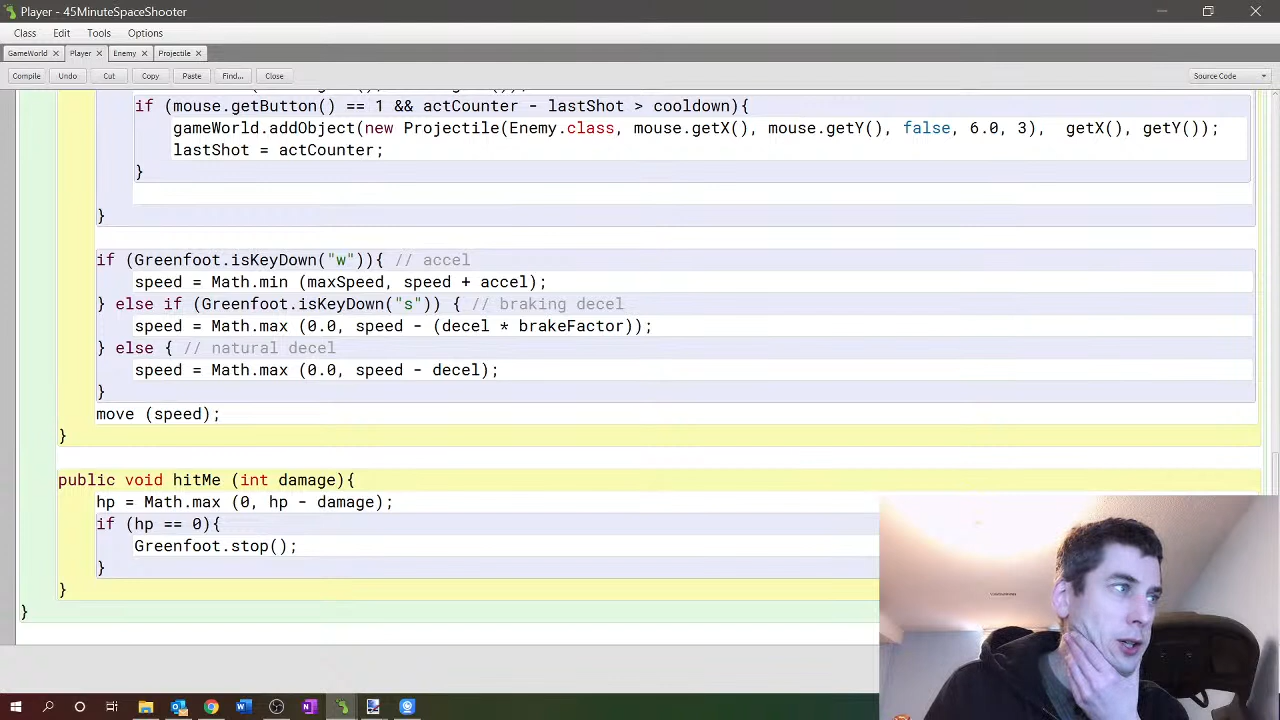 Player - 45MinuteSpaceShooter
Class Edit Tools Options
GameWorld × Player × Enemy × Projectile ×
Compile Undo Cut Copy Paste Find... Close Source Code
if (mouse.getButton() == 1 && actCounter - lastShot > cooldown){
gameWorld.addObject(new Projectile(Enemy.class, mouse.getX(), mouse.getY(), false, 6.0, 3), getX(), getY());
lastShot = actCounter;
}
}
if (Greenfoot.isKeyDown("w")){ // accel
speed = Math.min (maxSpeed, speed + accel);
} else if (Greenfoot.isKeyDown("s")) { // braking decel
speed = Math.max (0.0, speed - (decel * brakeFactor));
} else { // natural decel
speed = Math.max (0.0, speed - decel);
}
move (speed);
}
public void hitMe (int damage){
hp = Math.max (0, hp - damage);
if (hp == 0){
Greenfoot.stop();
}
}
}